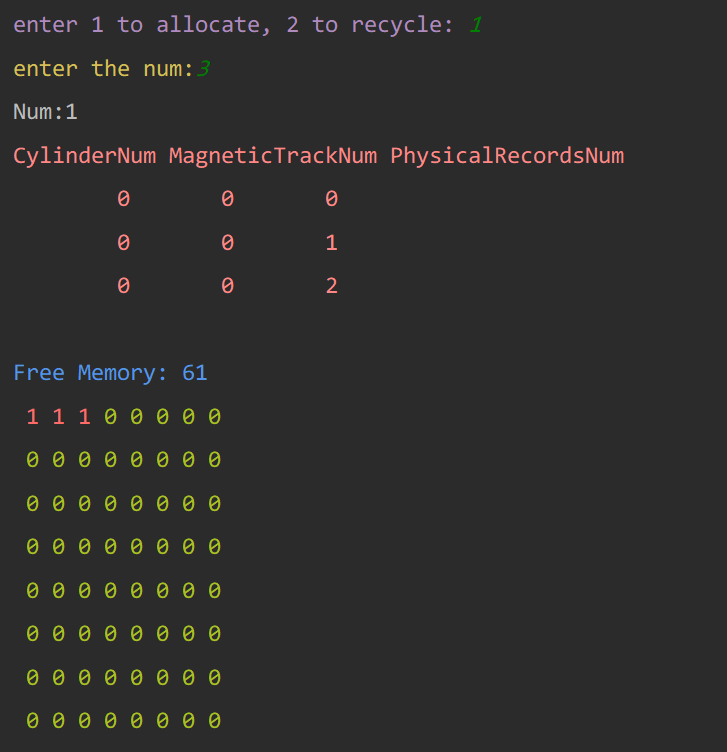 enter 1 to allocate, 2 to recycle: 1
enter the num:3
Num:1
CylinderNum MagneticTrackNum PhysicalRecordsNum
0 0 0
0 0 1
0 0 2
Free Memory: 61
1 1 1 0 0 0 0 0
0 0 0 0 0 0 0 0
0 0 0 0 0 0 0 0
0 0 0 0 0 0 0 0
0 0 0 0 0 0 0 0
0 0 0 0 0 0 0 0
0 0 0 0 0 0 0 0
0 0 0 0 0 0 0 0